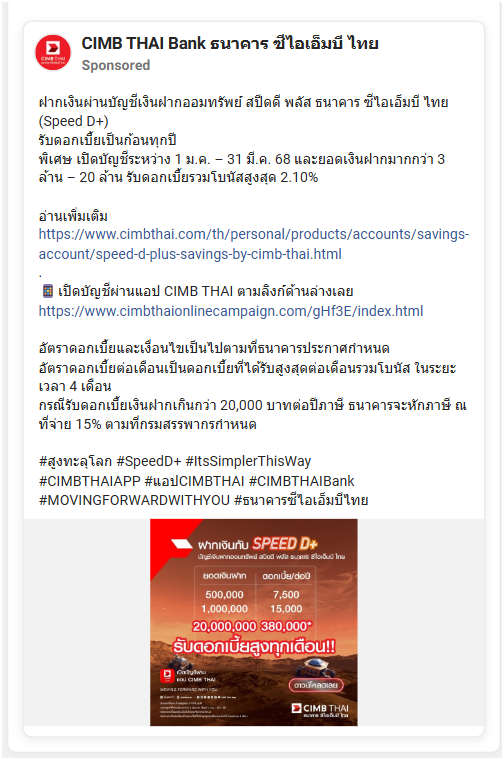 CIMB THAI Bank ธนาคาร ซีไอเอ็มบี ไทย
Sponsored
ฝากเงินผ่านบัญชีเงินฝากออมทรัพย์ สปีดดี พลัส ธนาคาร ซีไอเอ็มบี ไทย
(Speed D+)
รับดอกเบี้ยเป็นก้อนทุกปี
พิเศษ เปิดบัญชีระหว่าง 1 ม.ค. – 31 มี.ค. 68 และยอดเงินฝากมากกว่า 3
ล้าน – 20 ล้าน รับดอกเบี้ยรวมโบนัสสูงสุด 2.10%
อ่านเพิ่มเติม
https://www.cimbthai.com/th/personal/products/accounts/savings-
account/speed-d-plus-savings-by-cimb-thai.html
.
เปิดบัญชีผ่านแอป CIMB THAI ตามลิงก์ด้านล่างเลย
https://www.cimbthaionlinecampaign.com/gHf3E/index.html
อัตราดอกเบี้ยและเงื่อนไขเป็นไปตามที่ธนาคารประกาศกำหนด
อัตราดอกเบี้ยต่อเดือนเป็นดอกเบี้ยที่ได้รับสูงสุดต่อเดือนรวมโบนัส ในระยะ
เวลา 4 เดือน
กรณีรับดอกเบี้ยเงินฝากเกินกว่า 20,000 บาทต่อปีภาษี ธนาคารจะหักภาษี ณ
ที่จ่าย 15% ตามที่กรมสรรพากรกำหนด
#สูงทะลุโลก #SpeedD+ #ItsSimplerThisWay
#CIMBTHAIAPP #แอปCIMBTHAI #CIMBTHAIBank
#MOVINGFORWARDWITHYOU #ธนาคารซีไอเอ็มบีไทย
ฝากเงินกับ SPEED D+
บัญชีเงินฝากออมทรัพย์ สปีดดี พลัส ธนาคาร ซีไอเอ็มบี ไทย
ยอดเงินฝาก ดอกเบี้ย/ต่อปี
500,000 7,500
1,000,000 15,000
20,000,000 380,000*
รับดอกเบี้ยสูงทุกเดือน!!
เปิดบัญชีผ่าน
แอป CIMB THAI
ดาวน์โหลดเลย
MOVING FORWARD WITH YOU
CIMB THAI
ธนาคาร ซีไอเอ็มบี ไทย